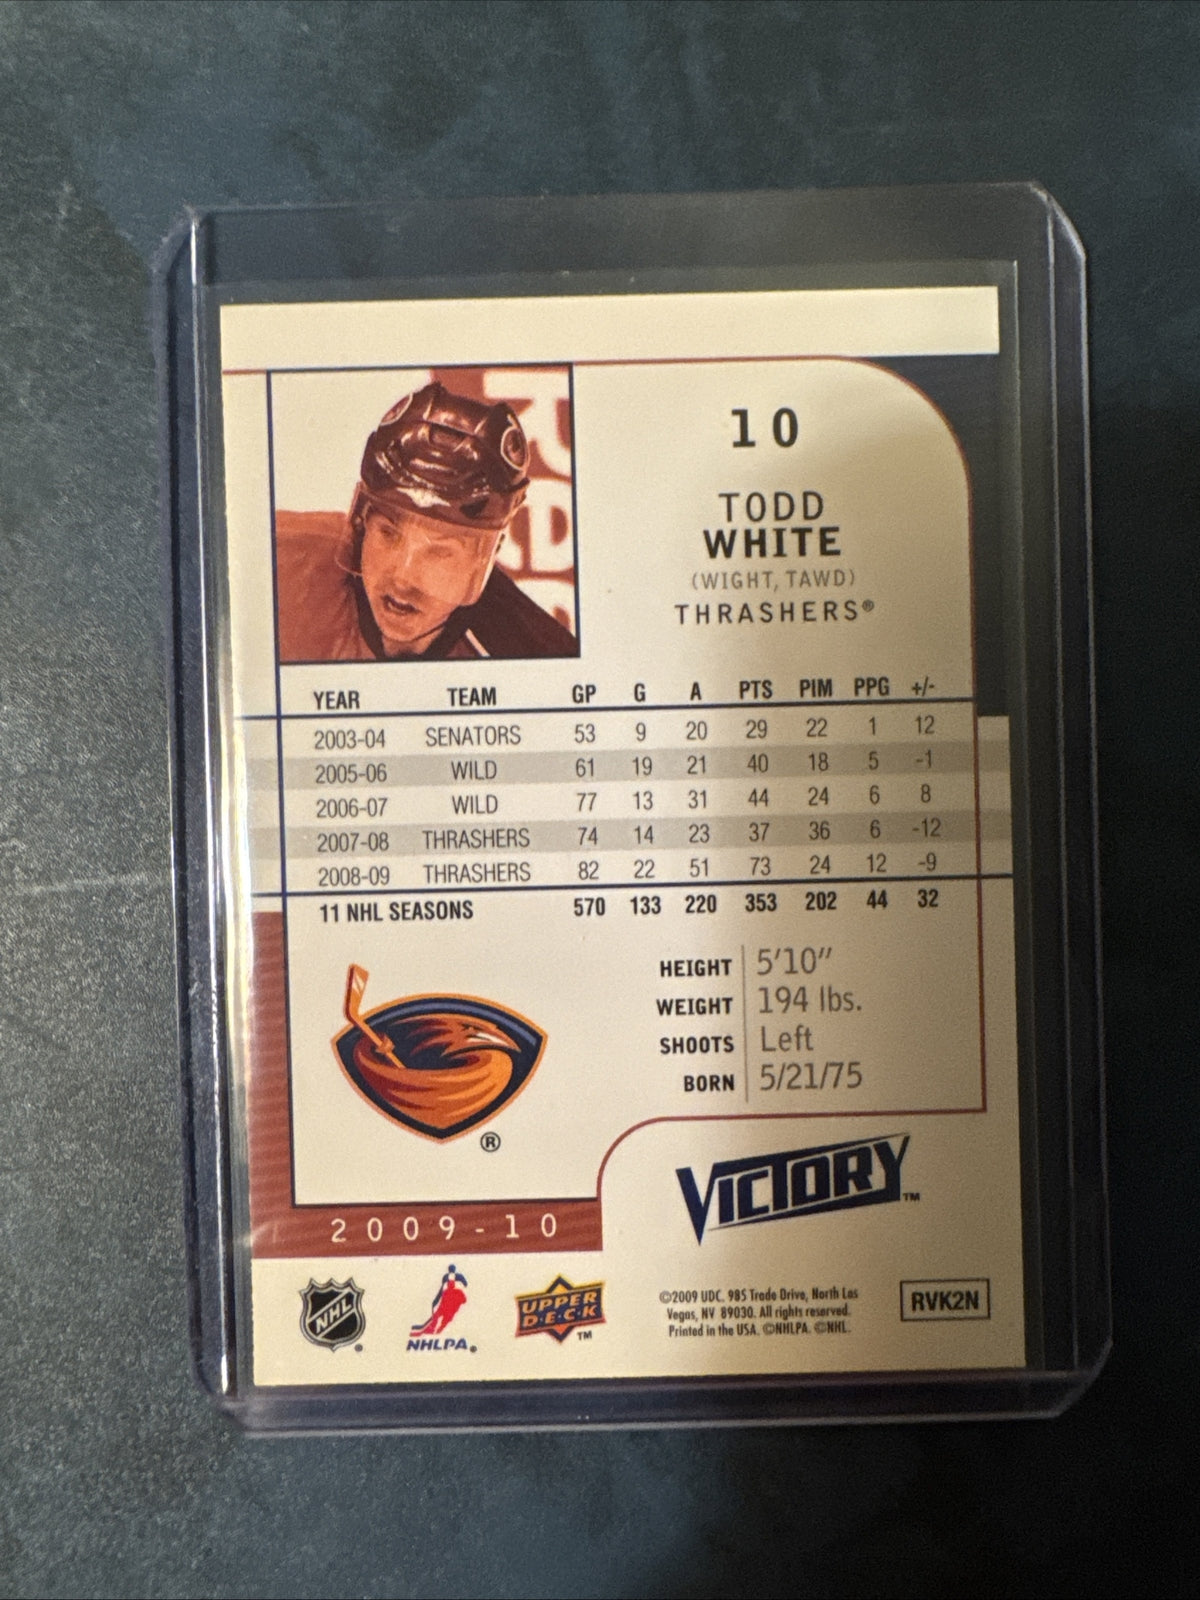 10
TODD
WHITE
(WIGHT, TAWD)
THRASHERS®
YEAR TEAM GP G A PTS PIM PPG +/-
2003-04 SENATORS 53 9 20 29 22 1 12
2005-06 WILD 61 19 21 40 18 5 -1
2006-07 WILD 77 13 31 44 24 6 8
2007-08 THRASHERS 74 14 23 37 36 6 -12
2008-09 THRASHERS 82 22 51 73 24 12 -9
11 NHL SEASONS 570 133 220 353 202 44 32
HEIGHT 5'10"
WEIGHT 194 lbs.
SHOOTS Left
BORN 5/21/75
®
VICTORY™
2009-10
NHL®
NHLPA®
UPPER
DECK™
©2009 UDC. 985 Trade Drive, North Las
Vegas, NV 89030. All rights reserved.
Printed in the USA. ©NHLPA. ©NHL.
RVK2N